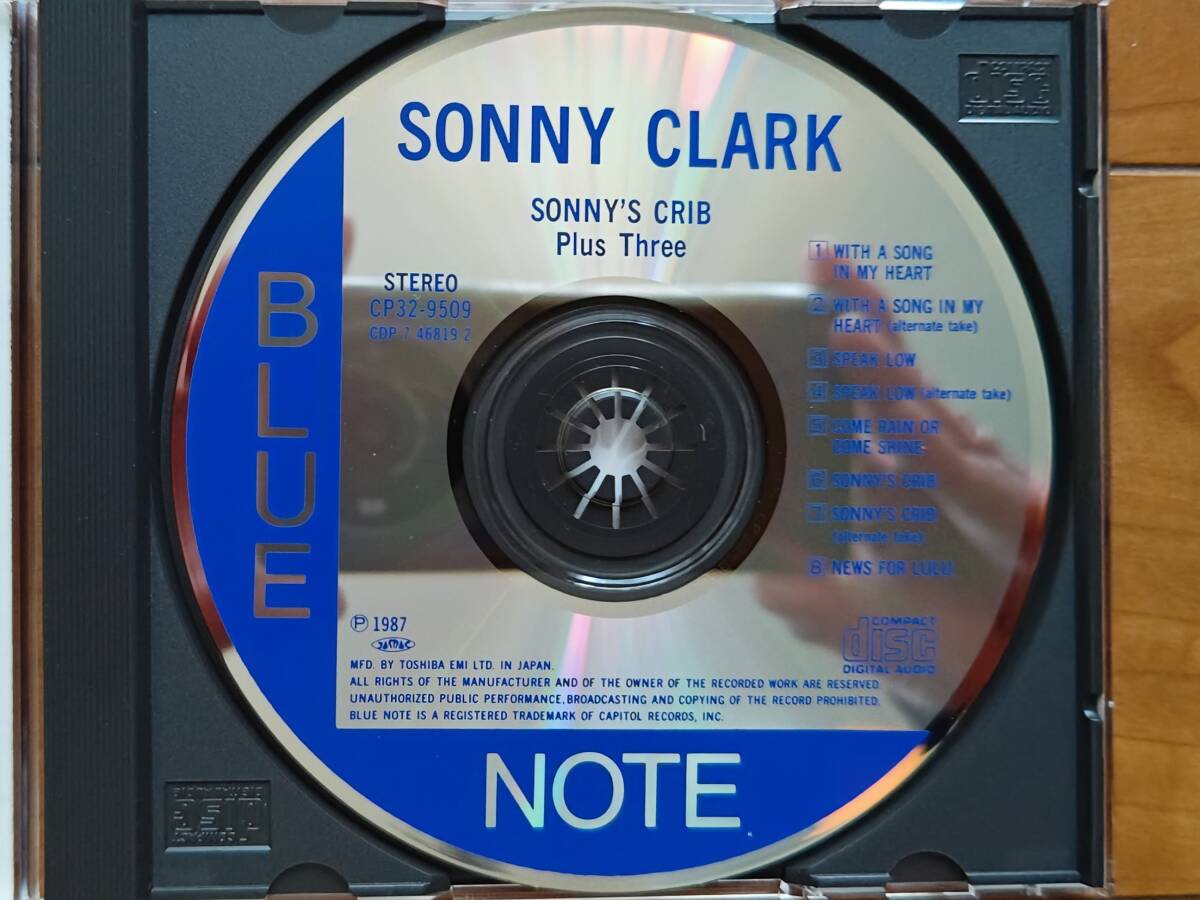 SONNY CLARK
SONNY'S CRIB
Plus Three
STEREO
CP32-9509
CDP 7 46819 2
1 WITH A SONG
IN MY HEART
2 WITH A SONG IN MY
HEART (alternate take)
3 SPEAK LOW
4 SPEAK LOW (alternate take)
5 COME RAIN OR
COME SHINE
6 SONNY'S CRIB
7 SONNY'S CRIB
(alternate take)
8 NEWS FOR LULU
BLUE
Ⓟ 1987
JASRAC
COMPACT
disc
DIGITAL AUDIO
MFD. BY TOSHIBA EMI LTD. IN JAPAN.
ALL RIGHTS OF THE MANUFACTURER AND OF THE OWNER OF THE RECORDED WORK ARE RESERVED.
UNAUTHORIZED PUBLIC PERFORMANCE, BROADCASTING AND COPYING OF THE RECORD PROHIBITED.
BLUE NOTE IS A REGISTERED TRADEMARK OF CAPITOL RECORDS, INC.
NOTE